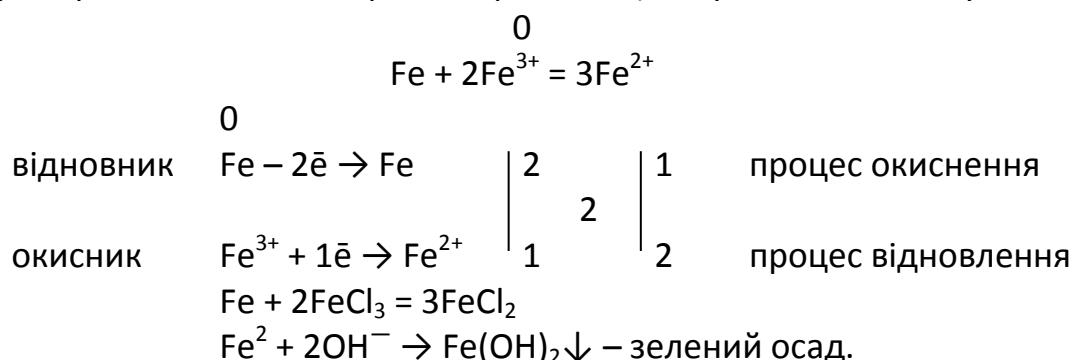 0
Fe + 2Fe³⁺ = 3Fe²⁺
0
відновник Fe – 2ē → Fe | 2 | 1 процес окиснення
2
окисник Fe³⁺ + 1ē → Fe²⁺ | 1 | 2 процес відновлення
Fe + 2FeCl₃ = 3FeCl₂
Fe² + 2OH⁻ → Fe(OH)₂↓ – зелений осад.